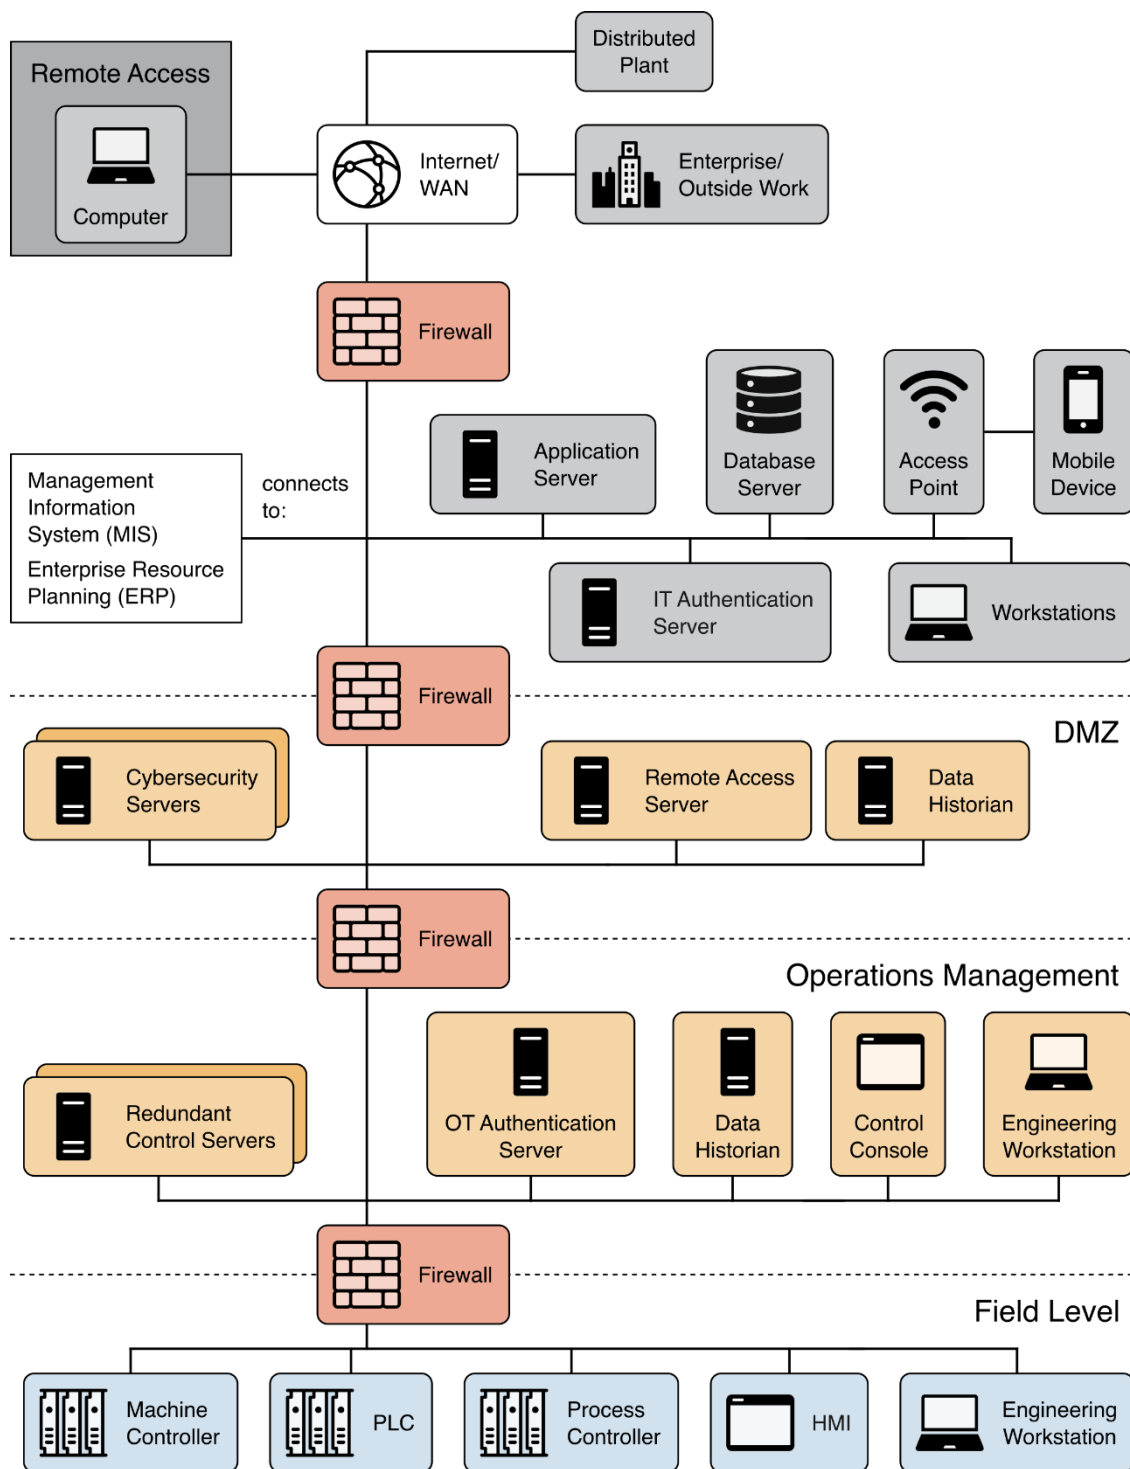 Distributed
Plant
Remote Access
Computer
Internet/
WAN
Enterprise/
Outside Work
Firewall
Application
Server
Database
Server
Access
Point
Mobile
Device
Management
Information
System (MIS)
Enterprise Resource
Planning (ERP)
connects
to:
IT Authentication
Server
Workstations
Firewall
DMZ
Cybersecurity
Servers
Remote Access
Server
Data
Historian
Firewall
Operations Management
Redundant
Control Servers
OT Authentication
Server
Data
Historian
Control
Console
Engineering
Workstation
Firewall
Field Level
Machine
Controller
PLC
Process
Controller
HMI
Engineering
Workstation